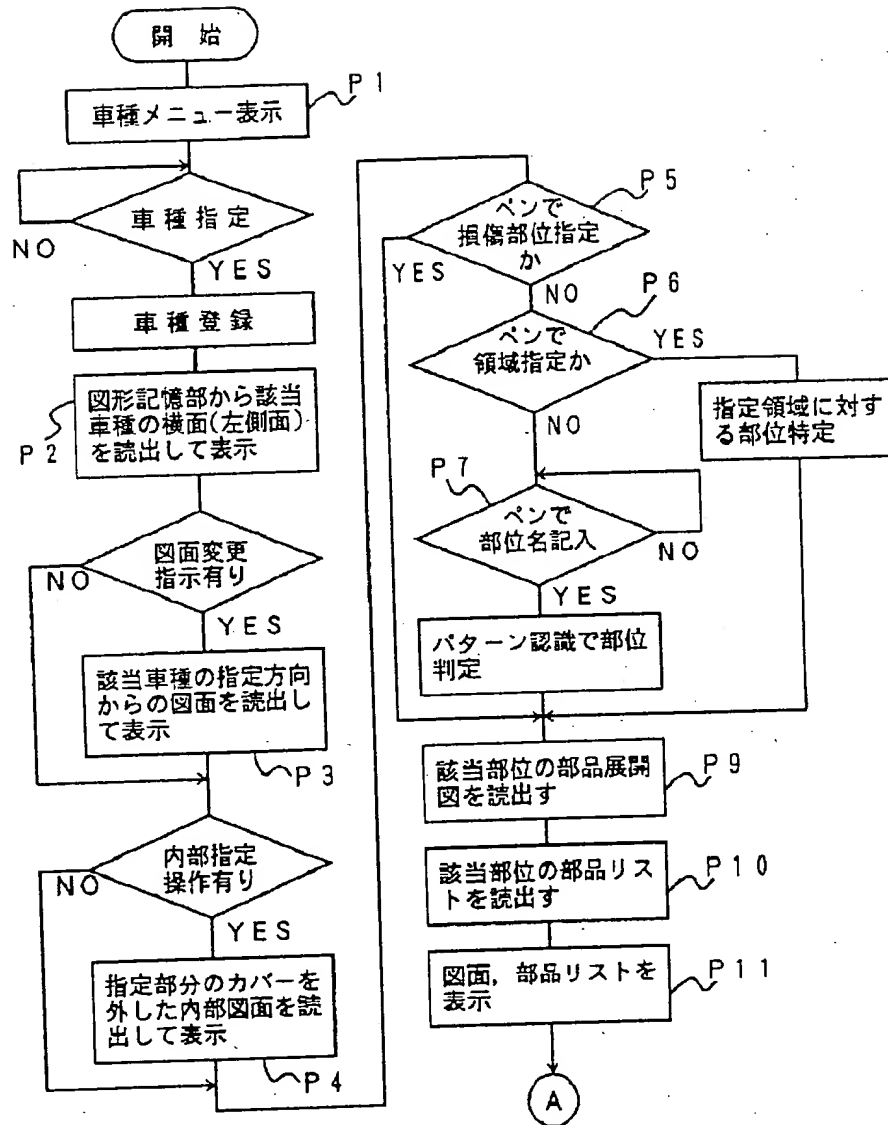 開始
P1
車種メニュー表示
車種指定
NO
YES
車種登録
図形記憶部から該当
車種の横面(左側面)
を読出して表示
P2
図面変更
指示有り
NO
YES
該当車種の指定方向
からの図面を読出し
て表示
P3
内部指定
操作有り
NO
YES
指定部分のカバーを
外した内部図面を読
出して表示
P4
P5
ペンで
損傷部位指定
か
YES
NO
P6
ペンで
領域指定か
YES
NO
指定領域に対す
る部位特定
P7
ペンで
部位名記入
NO
YES
パターン認識で部位
判定
該当部位の部品展開
図を読出す
P9
該当部位の部品リス
トを読出す
P10
図面,部品リストを
表示
P11
A